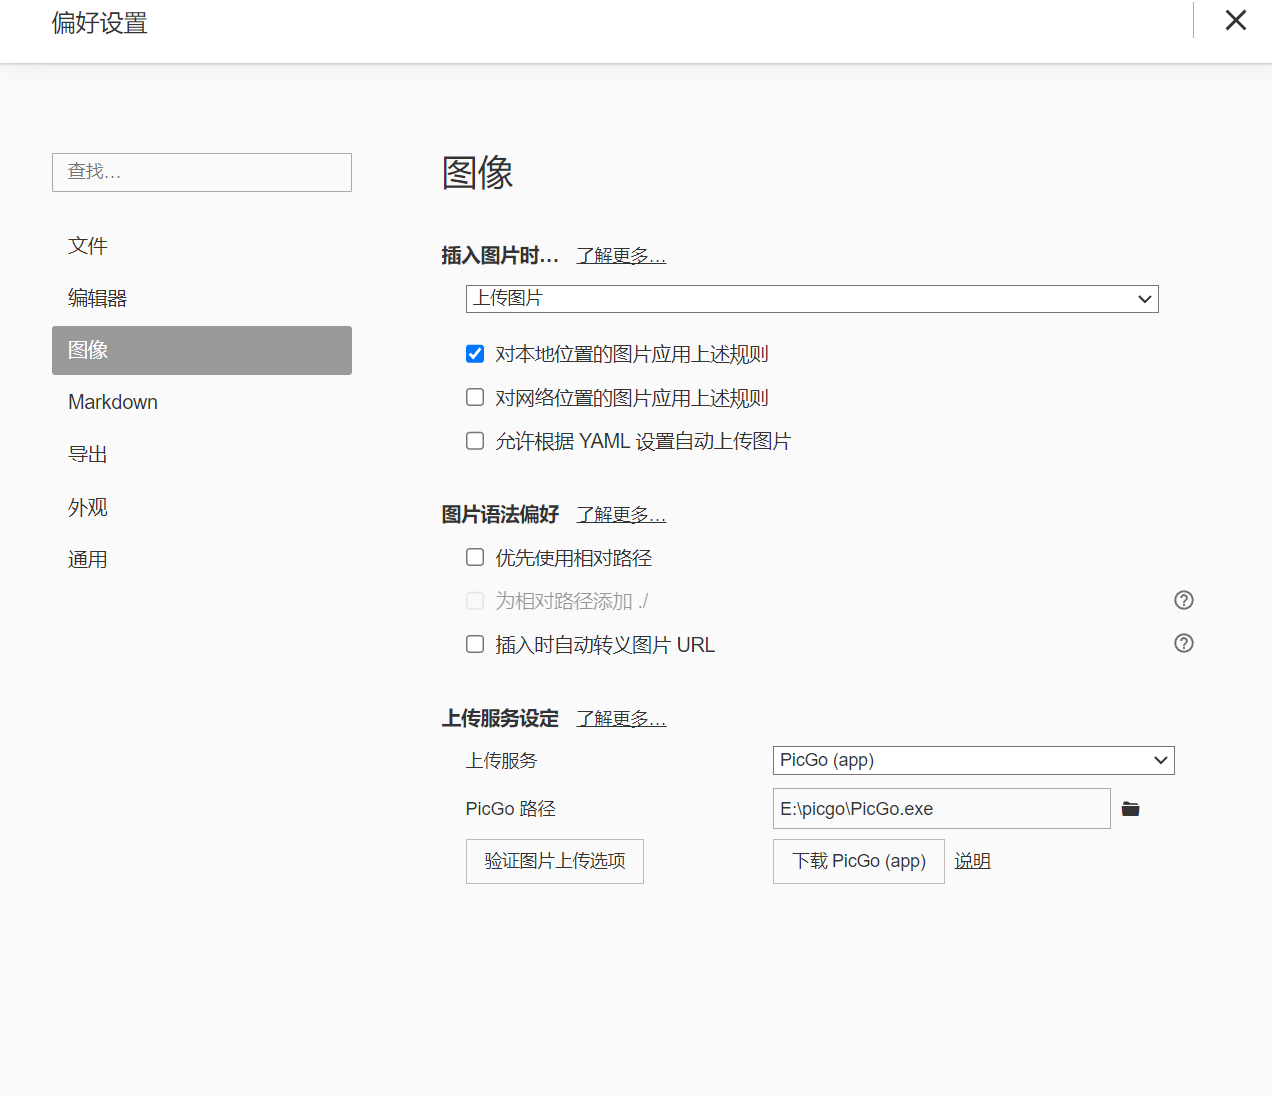 偏好设置
查找...
文件
编辑器
图像
Markdown
导出
外观
通用
图像
插入图片时... 了解更多...
上传图片
对本地位置的图片应用上述规则
对网络位置的图片应用上述规则
允许根据 YAML 设置自动上传图片
图片语法偏好 了解更多...
优先使用相对路径
为相对路径添加 ./
插入时自动转义图片 URL
上传服务设定 了解更多...
上传服务 PicGo (app)
PicGo 路径 E:\picgo\PicGo.exe
验证图片上传选项 下载 PicGo (app) 说明